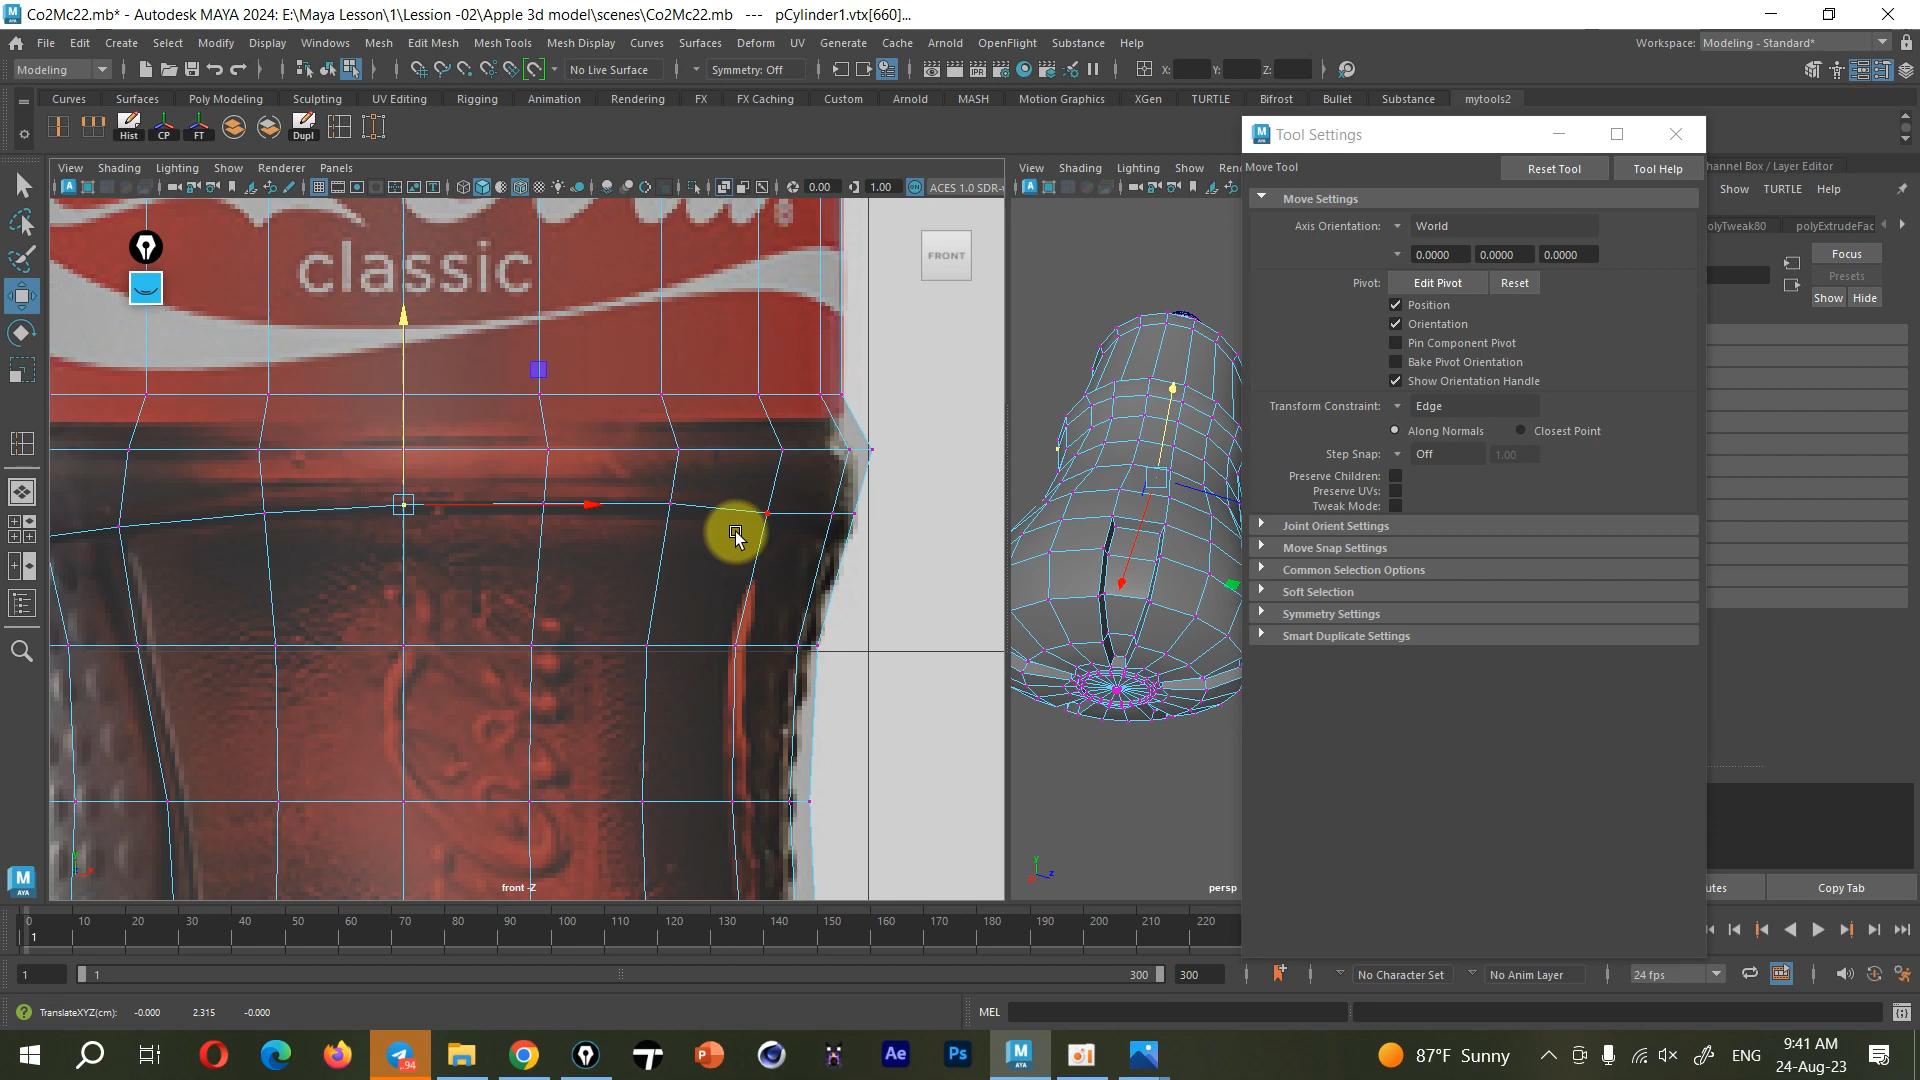 Co2Mc22.mb* - Autodesk MAYA 2024: E:\Maya Lesson\1\Lession -02\Apple 3d model\scenes\Co2Mc22.mb --- pCylinder1.vtx[660]...
File Edit Create Select Modify Display Windows Mesh Edit Mesh Mesh Tools Mesh Display Curves Surfaces Deform UV Generate Cache Arnold OpenFlight Substance Help Workspace: Modeling - Standard*
Modeling No Live Surface Symmetry: Off X: Y: Z:
Curves Surfaces Poly Modeling Sculpting UV Editing Rigging Animation Rendering FX FX Caching Custom Arnold MASH Motion Graphics XGen TURTLE Bifrost Bullet Substance mytools2
Hist CP FT Dupl
Tool Settings
View Shading Lighting Show Renderer Panels
View Shading Lighting Show
0.00 1.00 ACES 1.0 SDR-v
Move Tool Reset Tool Tool Help
Move Settings
Axis Orientation: World
0.0000 0.0000 0.0000
Pivot: Edit Pivot Reset
Position
Orientation
Pin Component Pivot
Bake Pivot Orientation
Show Orientation Handle
Transform Constraint: Edge
Along Normals Closest Point
Step Snap: Off 1.00
Preserve Children:
Preserve UVs:
Tweak Mode:
Joint Orient Settings
Move Snap Settings
Common Selection Options
Soft Selection
Symmetry Settings
Smart Duplicate Settings
Channel Box / Layer Editor
Show TURTLE Help
olyTweak80 polyExtrudeFac
Focus
Presets
Show Hide
Copy Tab
classic
FRONT
front -Z
persp
0 10 20 30 40 50 60 70 80 90 100 110 120 130 140 150 160 170 180 190 200 210 220
1
1 1 300 300 No Character Set No Anim Layer 24 fps
TranslateXYZ(cm): -0.000 2.315 -0.000 MEL
M
AYA
94
Ae
Ps
87°F Sunny
ENG
9:41 AM
24-Aug-23